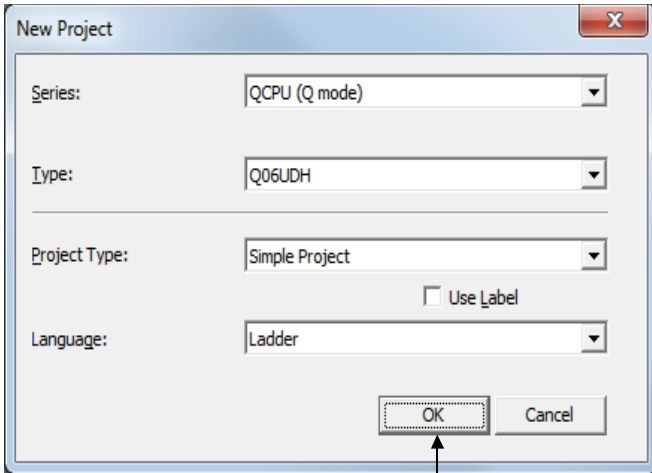 New Project
Series: QCPU (Q mode)
Type: Q06UDH
Project Type: Simple Project
Use Label
Language: Ladder
OK Cancel